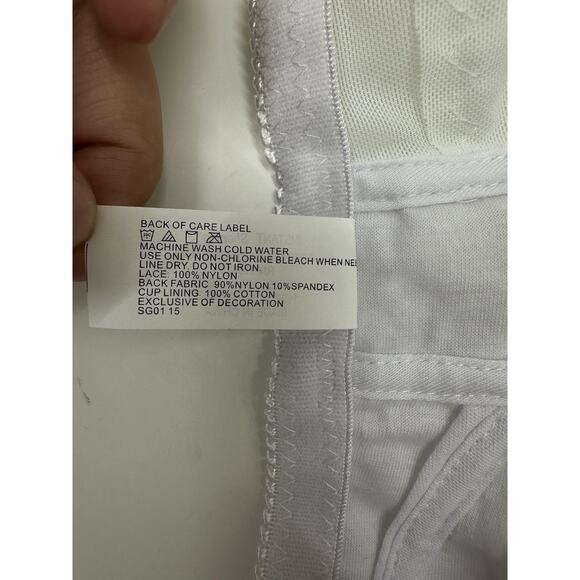 BACK OF CARE LABEL
MACHINE WASH COLD WATER
USE ONLY NON-CHLORINE BLEACH WHEN NEE
LINE DRY. DO NOT IRON.
LACE: 100% NYLON
BACK FABRIC: 90%NYLON 10%SPANDEX
CUP LINING: 100% COTTON
EXCLUSIVE OF DECORATION
SG01 15